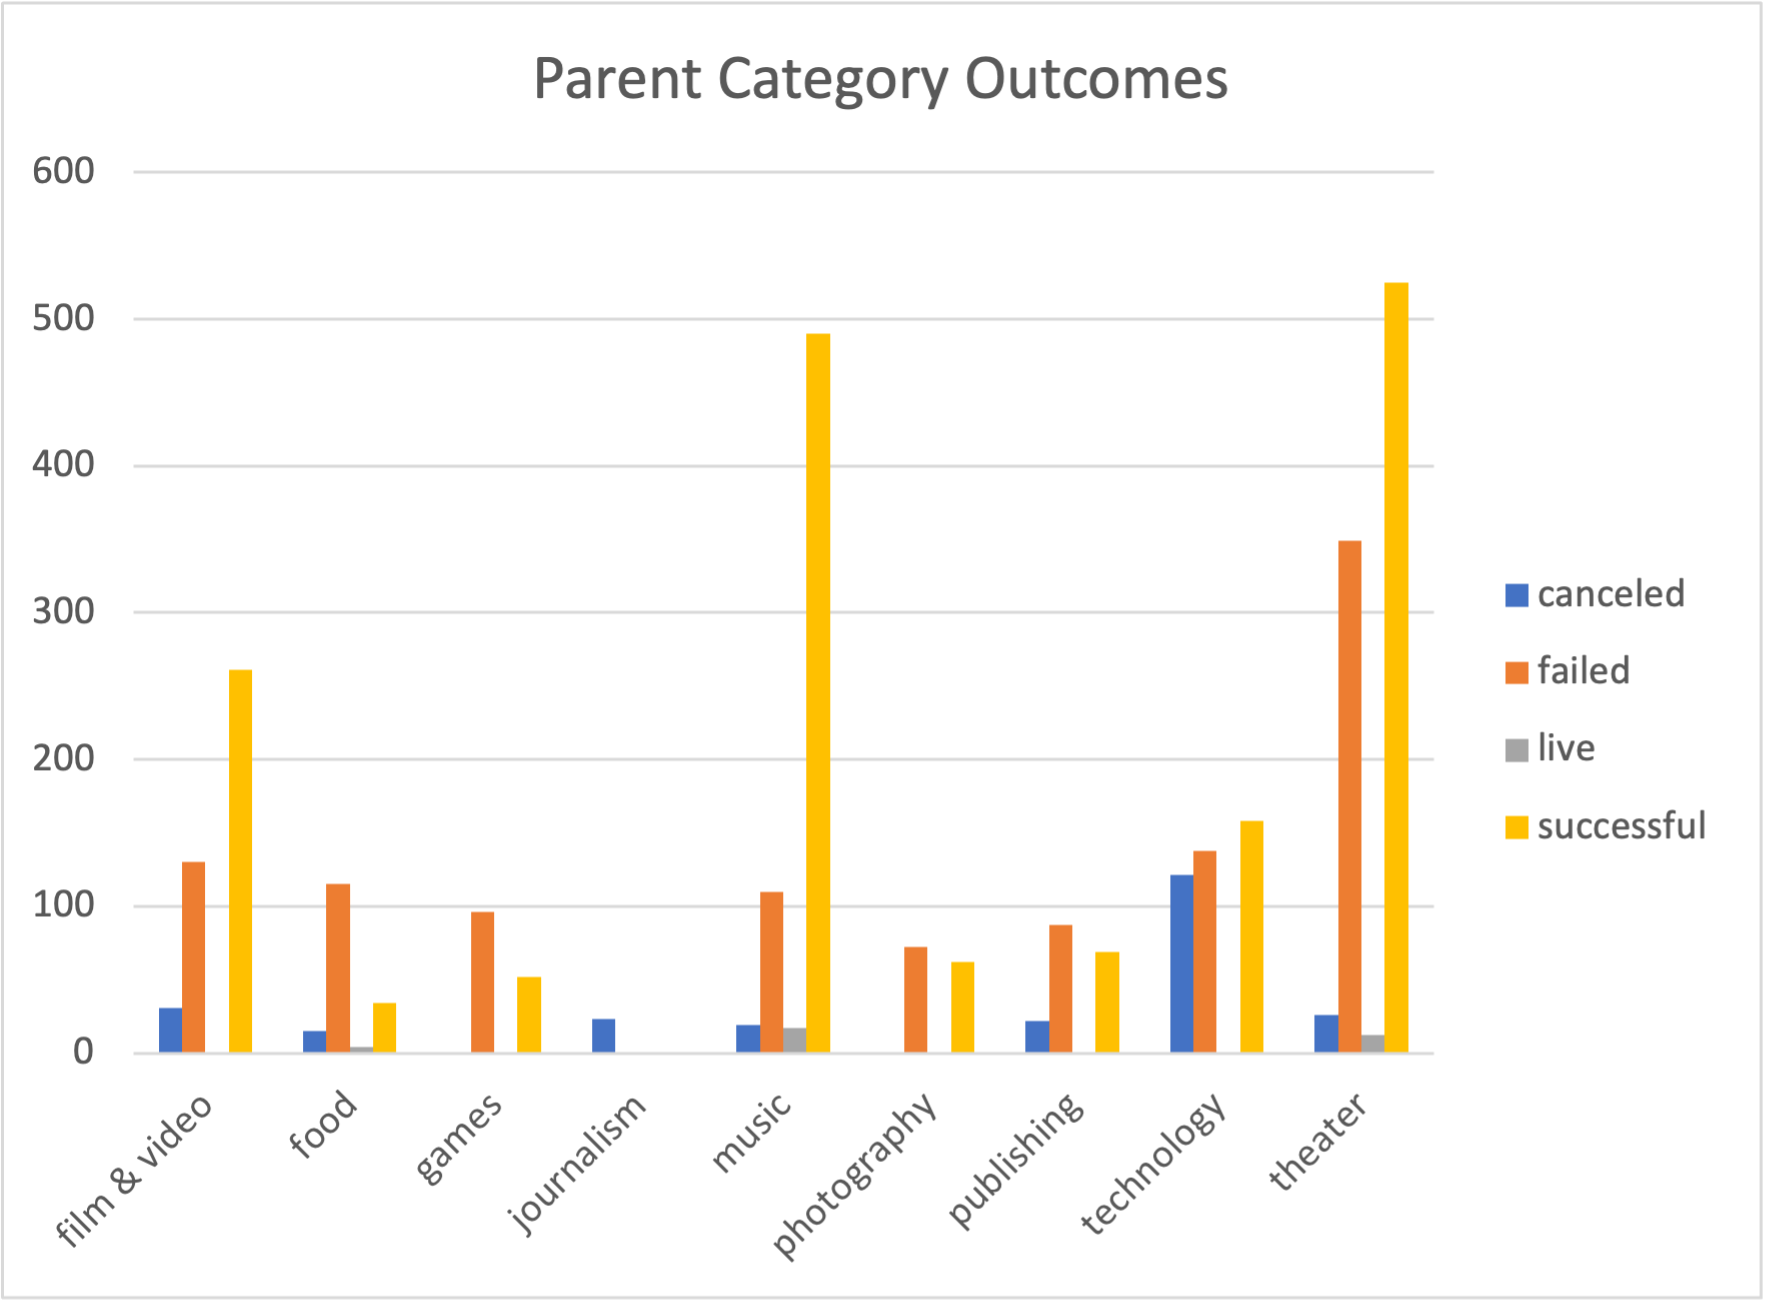 Parent Category Outcomes
600
500
400
300
200
100
0
film & video
food
games
journalism
music
photography
publishing
technology
theater
canceled
failed
live
successful